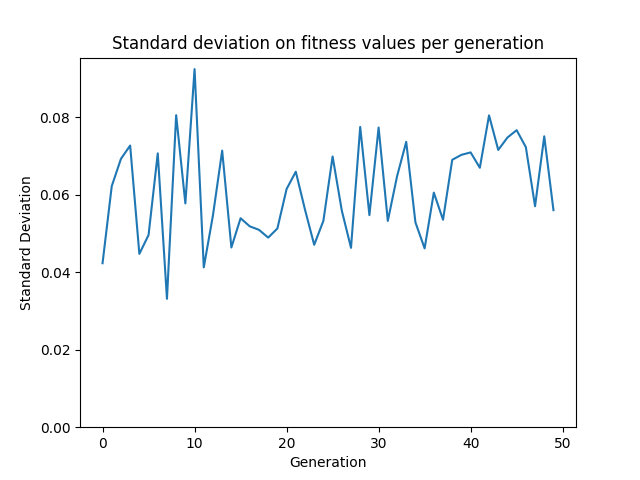 Standard deviation on fitness values per generation
0.08
0.06
0.04
0.02
0.00
Standard Deviation
0 10 20 30 40 50
Generation